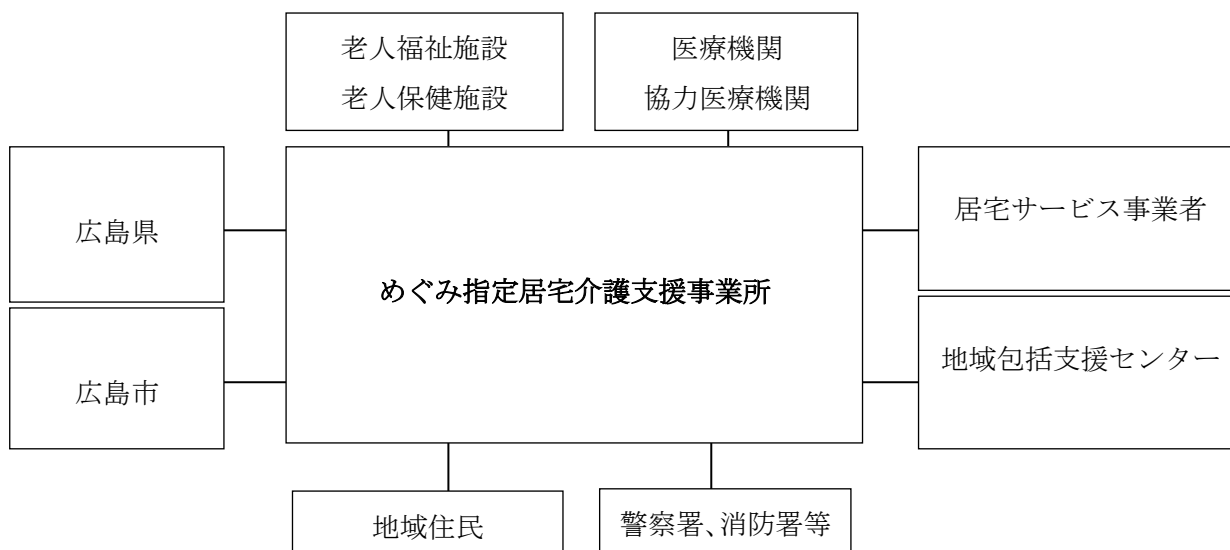 老人福祉施設
老人保健施設
医療機関
協力医療機関
広島県
居宅サービス事業者
めぐみ指定居宅介護支援事業所
広島市
地域包括支援センター
地域住民
警察署、消防署等